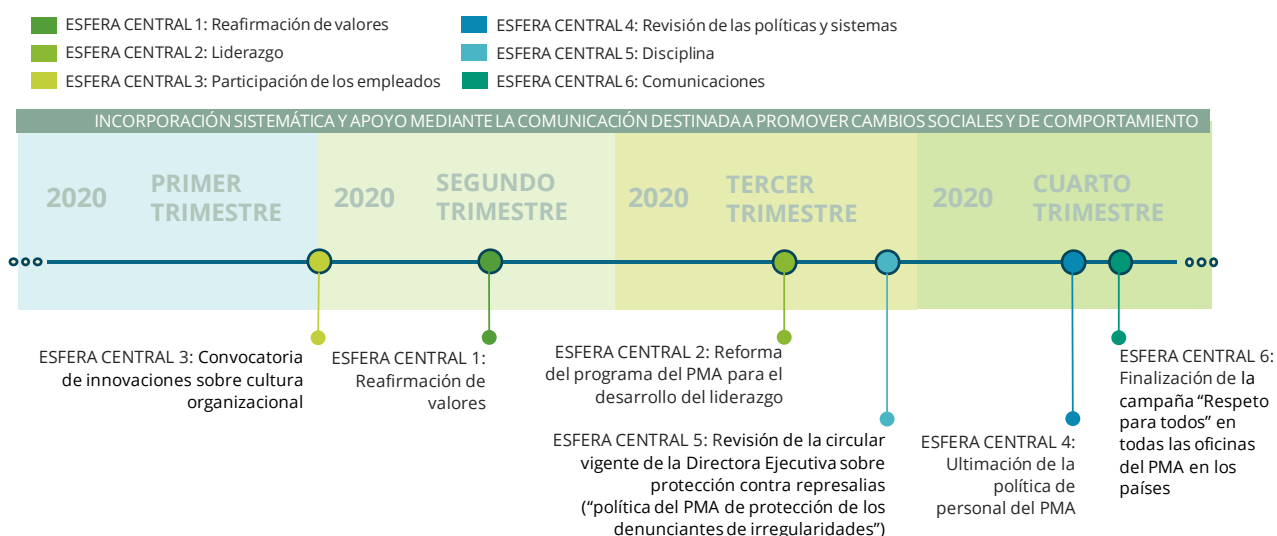 ESFERA CENTRAL 1: Reafirmación de valores
ESFERA CENTRAL 2: Liderazgo
ESFERA CENTRAL 3: Participación de los empleados
ESFERA CENTRAL 4: Revisión de las políticas y sistemas
ESFERA CENTRAL 5: Disciplina
ESFERA CENTRAL 6: Comunicaciones
INCORPORACIÓN SISTEMÁTICA Y APOYO MEDIANTE LA COMUNICACIÓN DESTINADA A PROMOVER CAMBIOS SOCIALES Y DE COMPORTAMIENTO
2020
PRIMER
TRIMESTRE
2020
SEGUNDO
TRIMESTRE
2020
TERCER
TRIMESTRE
2020
CUARTO
TRIMESTRE
ESFERA CENTRAL 3: Convocatoria
de innovaciones sobre cultura
organizacional
ESFERA CENTRAL 1:
Reafirmación de
valores
ESFERA CENTRAL 2: Reforma
del programa del PMA para el
desarrollo del liderazgo
ESFERA CENTRAL 5: Revisión de la circular
vigente de la Directora Ejecutiva sobre
protección contra represalias
(“política del PMA de protección de los
denunciantes de irregularidades”)
ESFERA CENTRAL 4:
Ultimación de la
política de
personal del PMA
ESFERA CENTRAL 6:
Finalización de la
campaña “Respeto
para todos” en
todas las oficinas
del PMA en los
países